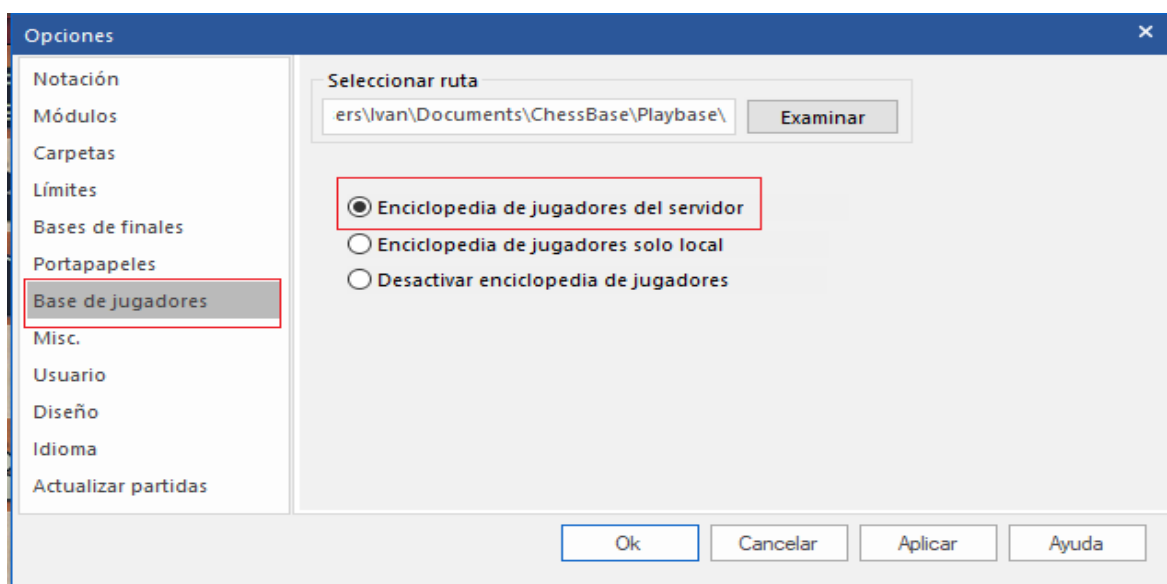 Opciones
Notación
Módulos
Carpetas
Límites
Bases de finales
Portapapeles
Base de jugadores
Misc.
Usuario
Diseño
Idioma
Actualizar partidas
Seleccionar ruta
ers\Ivan\Documents\ChessBase\Playbase\
Examinar
Enciclopedia de jugadores del servidor
Enciclopedia de jugadores solo local
Desactivar enciclopedia de jugadores
Ok
Cancelar
Aplicar
Ayuda